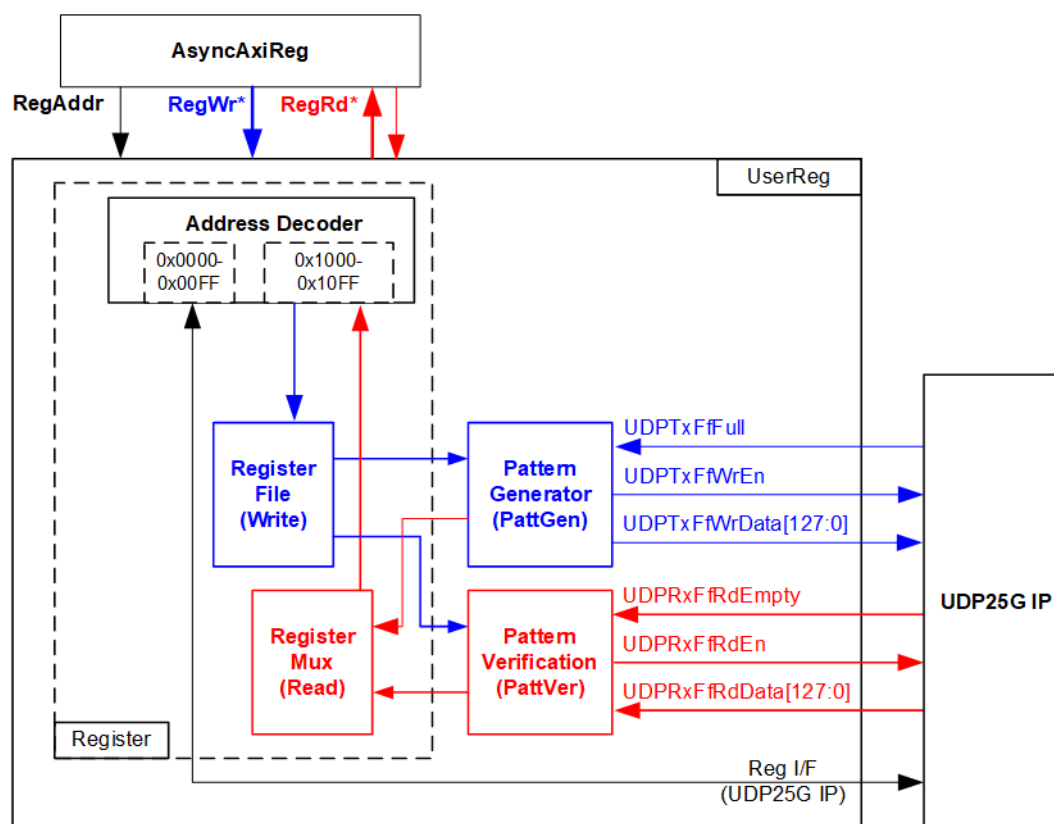 AsyncAxiReg
RegAddr
RegWr*
RegRd*
UserReg
Address Decoder
0x0000-
0x00FF
0x1000-
0x10FF
Register
File
(Write)
Pattern
Generator
(PattGen)
UDPTxFfFull
UDPTxFfWrEn
UDPTxFfWrData[127:0]
Register
Mux
(Read)
Pattern
Verification
(PattVer)
UDPRxFfRdEmpty
UDPRxFfRdEn
UDPRxFfRdData[127:0]
UDP25G IP
Register
Reg I/F
(UDP25G IP)